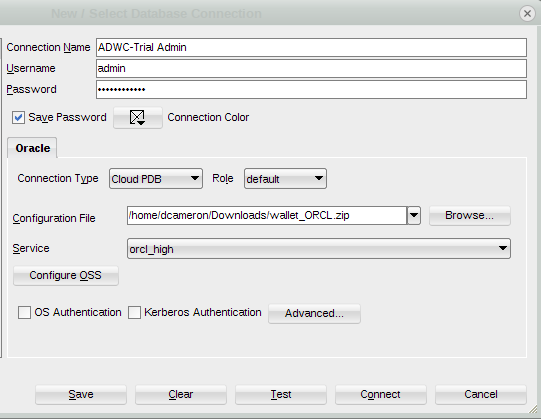 New / Select Database Connection
Connection Name ADWC-Trial Admin
Username admin
Password ••••••••••••
Save Password Connection Color
Oracle
Connection Type Cloud PDB Role default
Configuration File /home/dcameron/Downloads/wallet_ORCL.zip Browse...
Service orcl_high
Configure OSS
OS Authentication Kerberos Authentication Advanced...
Save Clear Test Connect Cancel